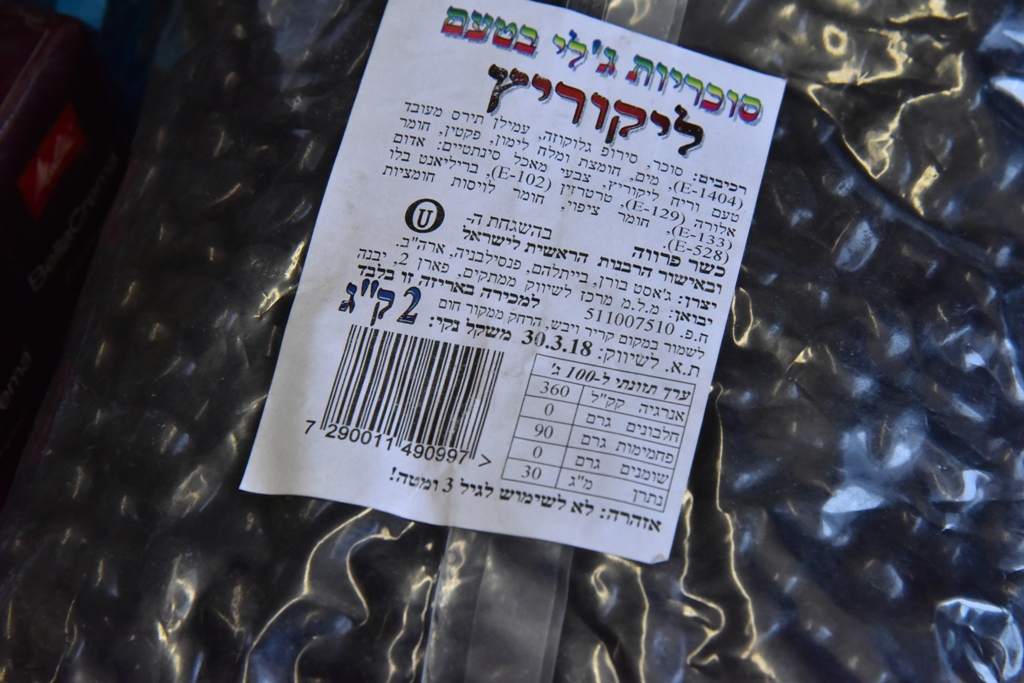 סוכריות ג'לי בטעם
ליקוריץ
רכיבים: סוכר, סירופ גלוקוזה, עמילן תירס מעובד
(E-1404), מים, חומצת ומלח לימון, פקטין, חומר
טעם וריח ליקוריץ, צבעי מאכל סינתטיים: אדום
אלורה (E-129), טרטרזין (E-102), בריליאנט בלו
(E-133), חומר ציפוי, חומר לויסות חומציות
(E-528).
כשר פרווה בהשגחת ה-
U
ובאישור הרבנות הראשית לישראל
יצרן: ג'אסט בורן, בייתלהם, פנסילבניה, ארה"ב.
יבואן: מ.ל.מ מרכז לשיווק ממתקים, פארן 2, יבנה
ח.פ. 511007510 למכירה באריזה זו בלבד
לשמור במקום קריר ויבש, הרחק ממקור חום
ת.א. לשיווק: 30.3.18 משקל נקי: 2 ק"ג
ערך תזונתי ל-100 ג'
אנרגיה קק"ל 360
חלבונים גרם 0
פחמימות גרם 90
שומנים גרם 0
נתרן מ"ג 30
7 290011 490997 >
אזהרה: לא לשימוש לגיל 3 ומטה!
BellaCrema